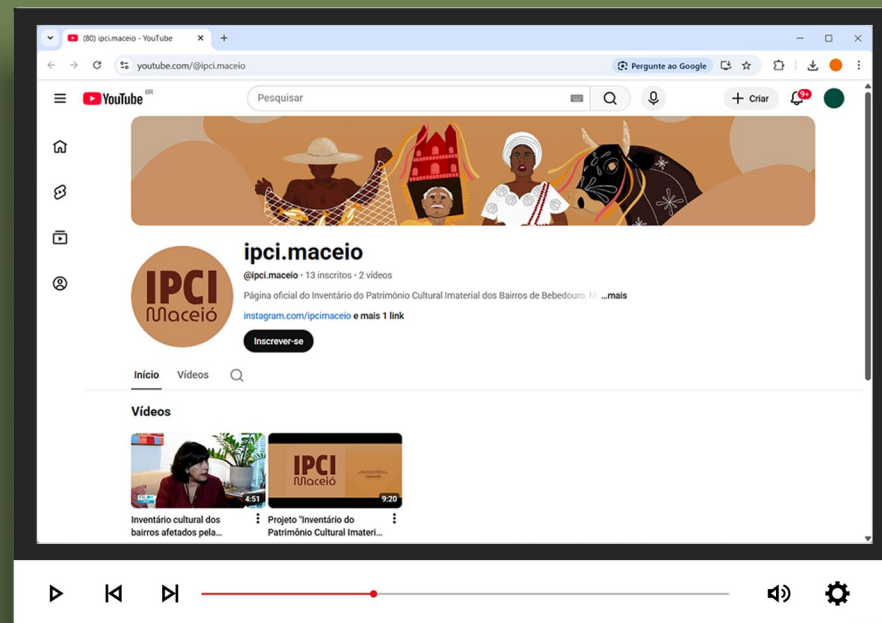 (80) ipci.maceio - YouTube
youtube.com/@ipci.maceio
Pergunte ao Google
YouTube BR
Pesquisar
Criar
9+
ipci.maceio
@ipci.maceio • 13 inscritos • 2 vídeos
Página oficial do Inventário do Patrimônio Cultural Imaterial dos Bairros de Bebedouro, ...mais
instagram.com/ipcimaceio e mais 1 link
Inscrever-se
IPCI
Maceió
Início Vídeos
Vídeos
4:51
IPCI
Maceió
9:20
Inventário cultural dos
bairros afetados pela...
Projeto "Inventário do
Patrimônio Cultural Imateri...